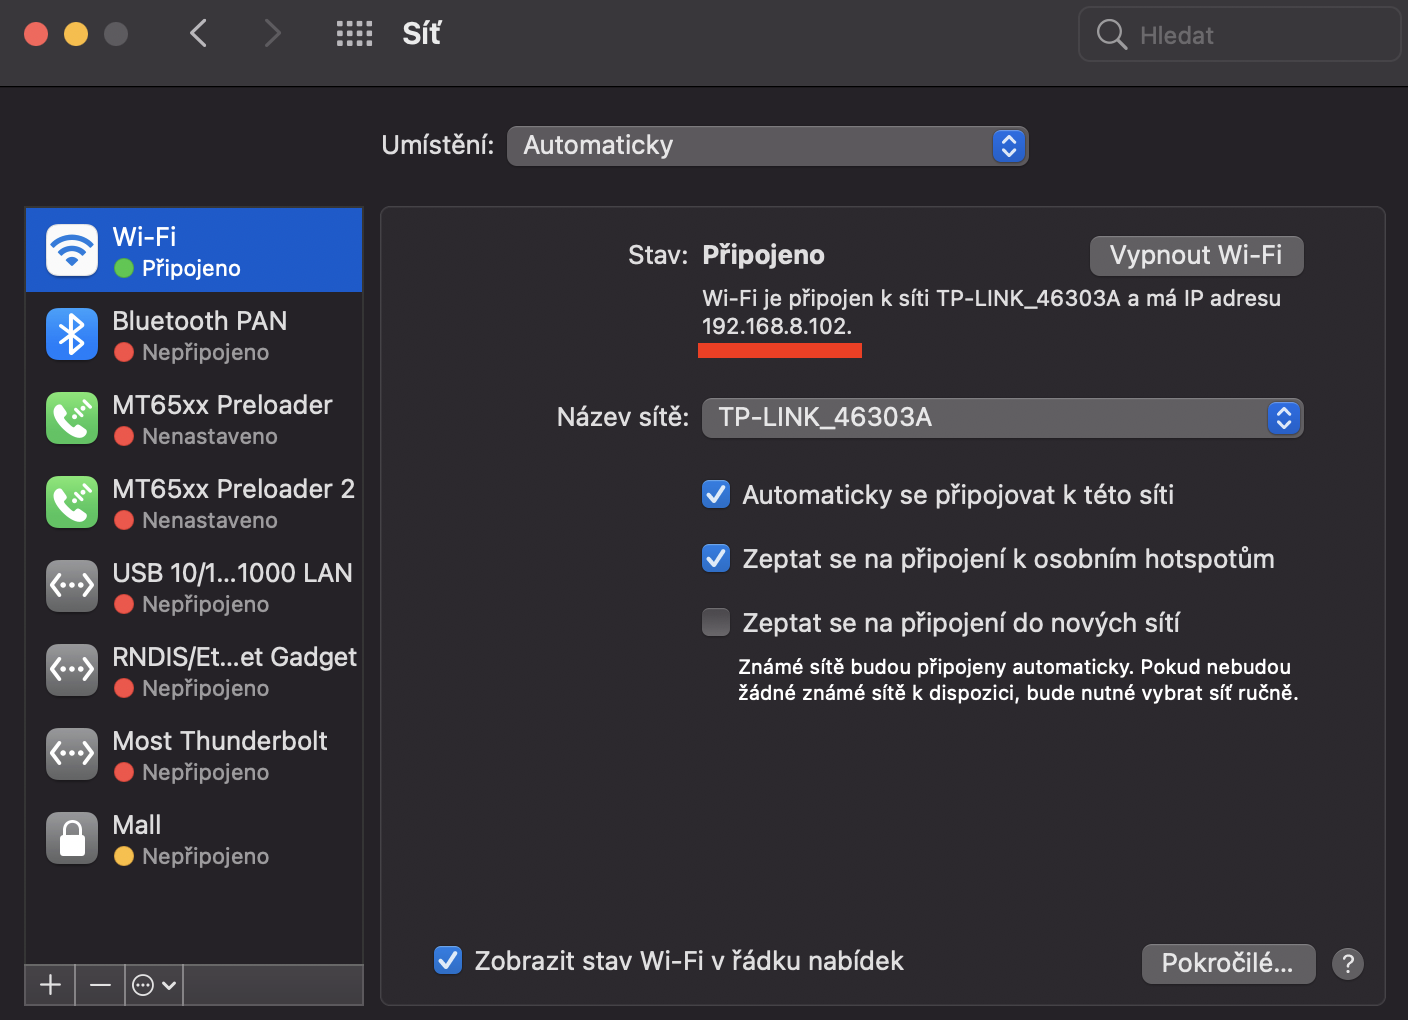 Síť
Hledat
Umístění: Automaticky
Wi-Fi
Připojeno
Bluetooth PAN
Nepřipojeno
MT65xx Preloader
Nenastaveno
MT65xx Preloader 2
Nenastaveno
USB 10/1...1000 LAN
Nepřipojeno
RNDIS/Et...et Gadget
Nepřipojeno
Most Thunderbolt
Nepřipojeno
Mall
Nepřipojeno
Stav: Připojeno
Vypnout Wi-Fi
Wi-Fi je připojen k síti TP-LINK_46303A a má IP adresu
192.168.8.102.
Název sítě: TP-LINK_46303A
Automaticky se připojovat k této síti
Zeptat se na připojení k osobním hotspotům
Zeptat se na připojení do nových sítí
Známé sítě budou připojeny automaticky. Pokud nebudou
žádné známé sítě k dispozici, bude nutné vybrat síť ručně.
Zobrazit stav Wi-Fi v řádku nabídek
Pokročilé...
?